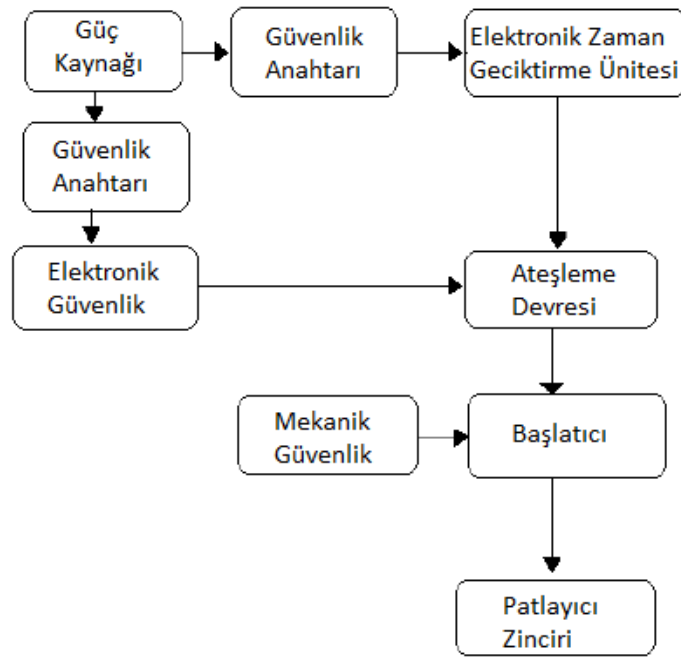 Güç
Kaynağı
Güvenlik
Anahtarı
Elektronik Zaman
Geciktirme Ünitesi
Güvenlik
Anahtarı
Elektronik
Güvenlik
Ateşleme
Devresi
Mekanik
Güvenlik
Başlatıcı
Patlayıcı
Zinciri